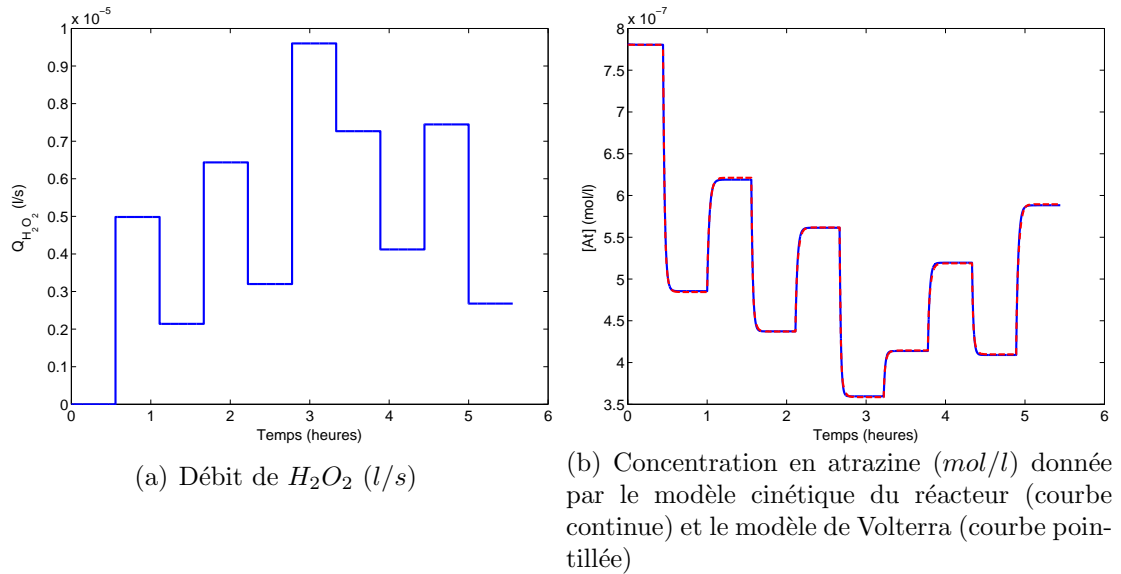 x 10⁻⁵
1
0.9
0.8
0.7
0.6
0.5
0.4
0.3
0.2
0.1
0
Q_{H₂O₂} (l/s)
0 1 2 3 4 5 6
Temps (heures)
(a) Débit de H₂O₂ (l/s)
x 10⁻⁷
8
7.5
7
6.5
6
5.5
5
4.5
4
3.5
[At] (mol/l)
0 1 2 3 4 5 6
Temps (heures)
(b) Concentration en atrazine (mol/l) donnée
par le modèle cinétique du réacteur (courbe
continue) et le modèle de Volterra (courbe poin-
tillée)